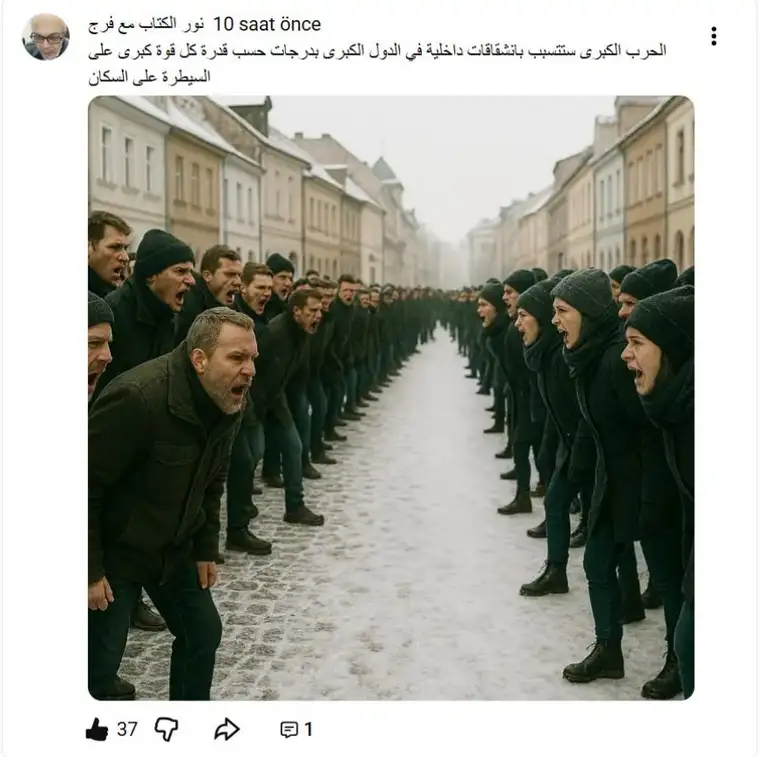 نور الكتاب مع فرج 10 saat önce
الحرب الكبرى ستتسبب بانشقاقات داخلية في الدول الكبرى بدرجات حسب قدرة كل قوة كبرى على
السيطرة على السكان
37
1